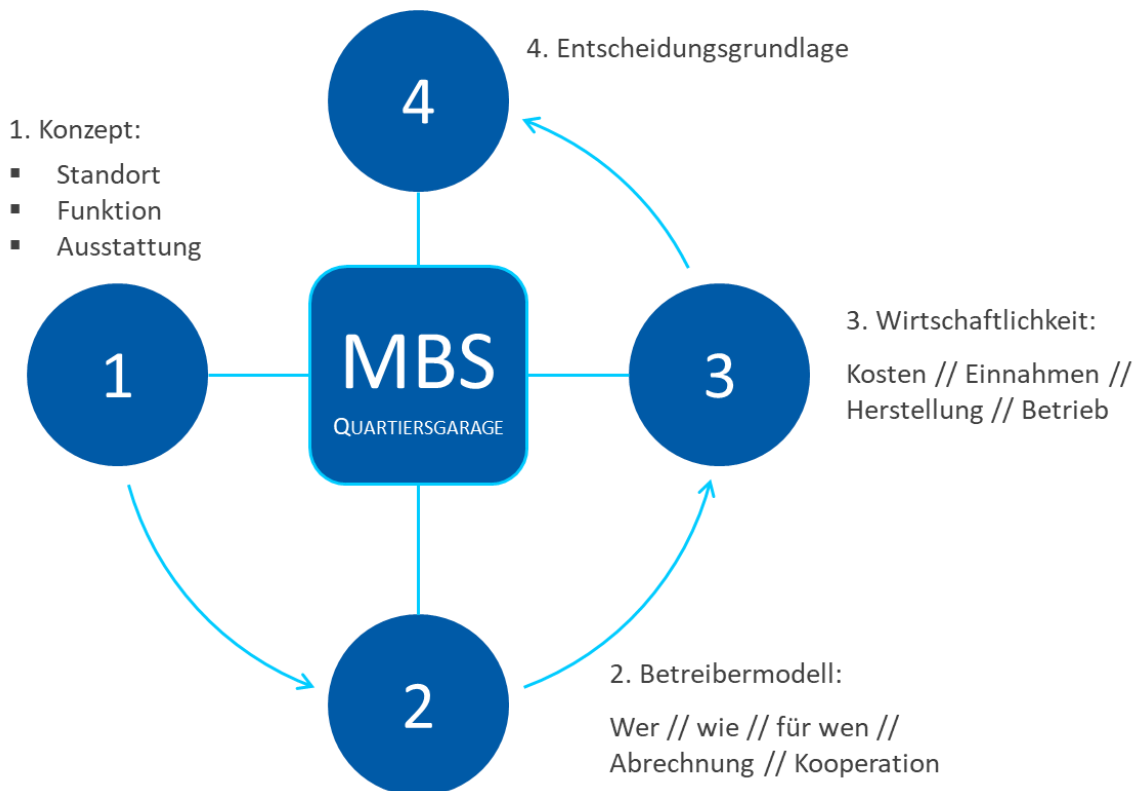 4. Entscheidungsgrundlage
4
1. Konzept:
▪ Standort
▪ Funktion
▪ Ausstattung
1
MBS
QUARTIERSGARAGE
3
3. Wirtschaftlichkeit:
Kosten // Einnahmen //
Herstellung // Betrieb
2
2. Betreibermodell:
Wer // wie // für wen //
Abrechnung // Kooperation